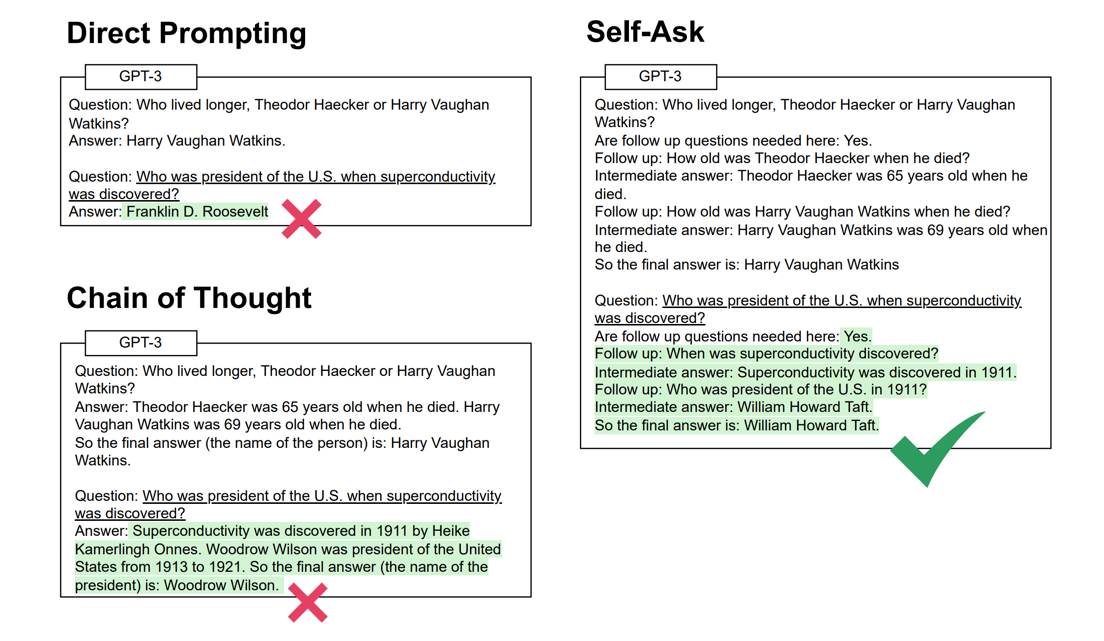 Direct Prompting
GPT-3
Question: Who lived longer, Theodor Haecker or Harry Vaughan
Watkins?
Answer: Harry Vaughan Watkins.
Question: Who was president of the U.S. when superconductivity
was discovered?
Answer: Franklin D. Roosevelt
Chain of Thought
GPT-3
Question: Who lived longer, Theodor Haecker or Harry Vaughan
Watkins?
Answer: Theodor Haecker was 65 years old when he died. Harry
Vaughan Watkins was 69 years old when he died.
So the final answer (the name of the person) is: Harry Vaughan
Watkins.
Question: Who was president of the U.S. when superconductivity
was discovered?
Answer: Superconductivity was discovered in 1911 by Heike
Kamerlingh Onnes. Woodrow Wilson was president of the United
States from 1913 to 1921. So the final answer (the name of the
president) is: Woodrow Wilson.
Self-Ask
GPT-3
Question: Who lived longer, Theodor Haecker or Harry Vaughan
Watkins?
Are follow up questions needed here: Yes.
Follow up: How old was Theodor Haecker when he died?
Intermediate answer: Theodor Haecker was 65 years old when he
died.
Follow up: How old was Harry Vaughan Watkins when he died?
Intermediate answer: Harry Vaughan Watkins was 69 years old when
he died.
So the final answer is: Harry Vaughan Watkins
Question: Who was president of the U.S. when superconductivity
was discovered?
Are follow up questions needed here: Yes.
Follow up: When was superconductivity discovered?
Intermediate answer: Superconductivity was discovered in 1911.
Follow up: Who was president of the U.S. in 1911?
Intermediate answer: William Howard Taft.
So the final answer is: William Howard Taft.